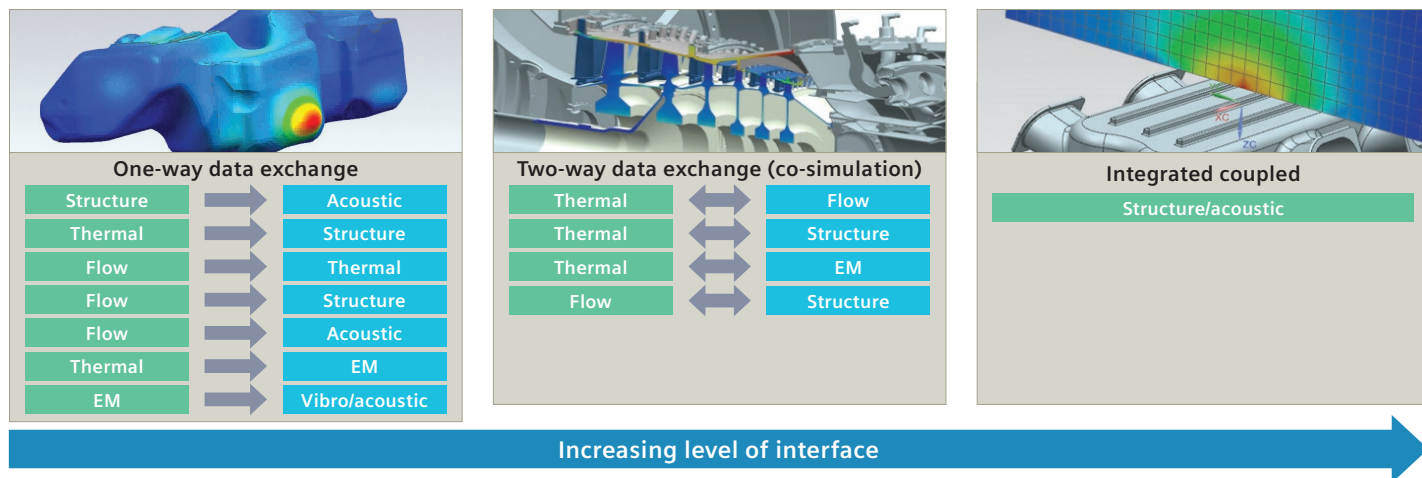 One-way data exchange
Structure Acoustic
Thermal Structure
Flow Thermal
Flow Structure
Flow Acoustic
Thermal EM
EM Vibro/acoustic
Two-way data exchange (co-simulation)
Thermal Flow
Thermal Structure
Thermal EM
Flow Structure
XC
ZC
Integrated coupled
Structure/acoustic
Increasing level of interface